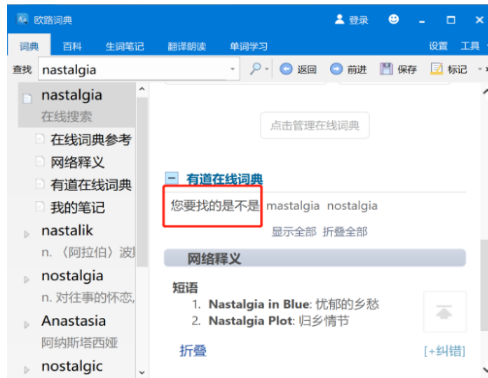 欧路词典 登录
词典 百科 生词笔记 翻译朗读 单词学习 设置 工具
查找 nastalgia 返回 前进 保存 标记
nastalgia
在线搜索
在线词典参考
网络释义
有道在线词典
我的笔记
nastalik
n. （阿拉伯）波斯
nostalgia
n. 对往事的怀恋,
Anastasia
阿纳斯塔西娅
nostalgic
点击管理在线词典
有道在线词典
您要找的是不是 mastalgia nostalgia
显示全部 折叠全部
网络释义
短语
1. Nastalgia in Blue: 忧郁的乡愁
2. Nastalgia Plot: 归乡情节
折叠 [+纠错]